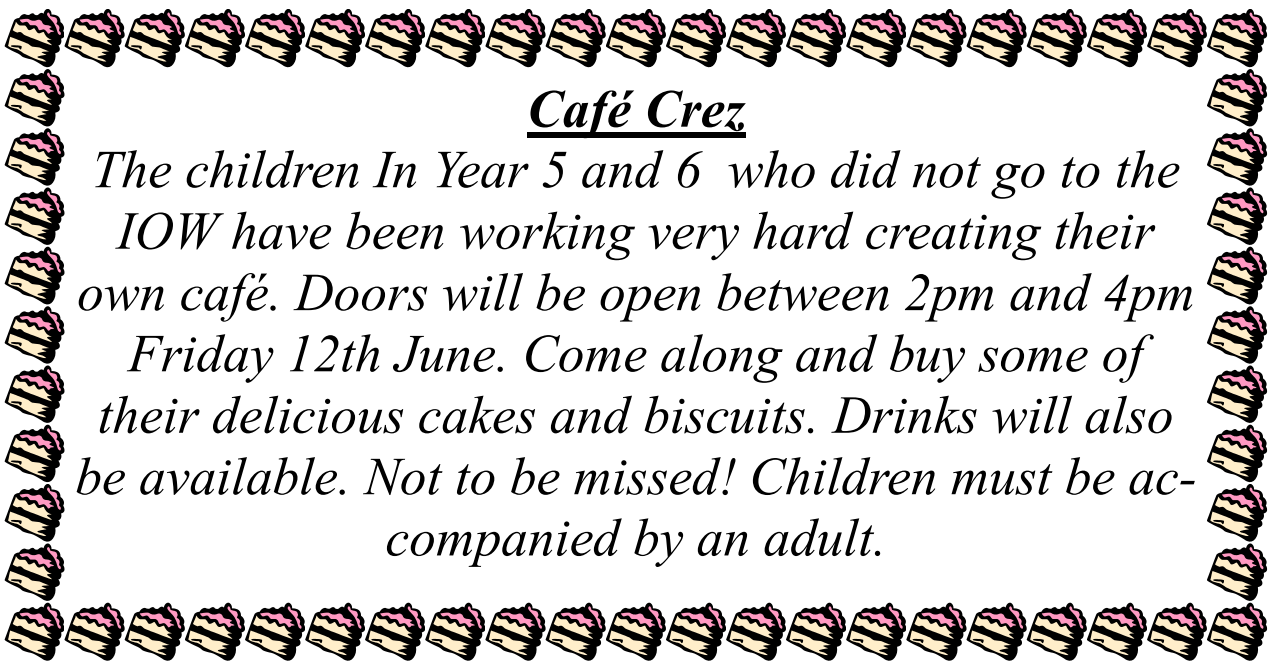 Café Crez
The children In Year 5 and 6  who did not go to the
IOW have been working very hard creating their
own café. Doors will be open between 2pm and 4pm
Friday 12th June. Come along and buy some of
their delicious cakes and biscuits. Drinks will also
be available. Not to be missed! Children must be ac-
companied by an adult.